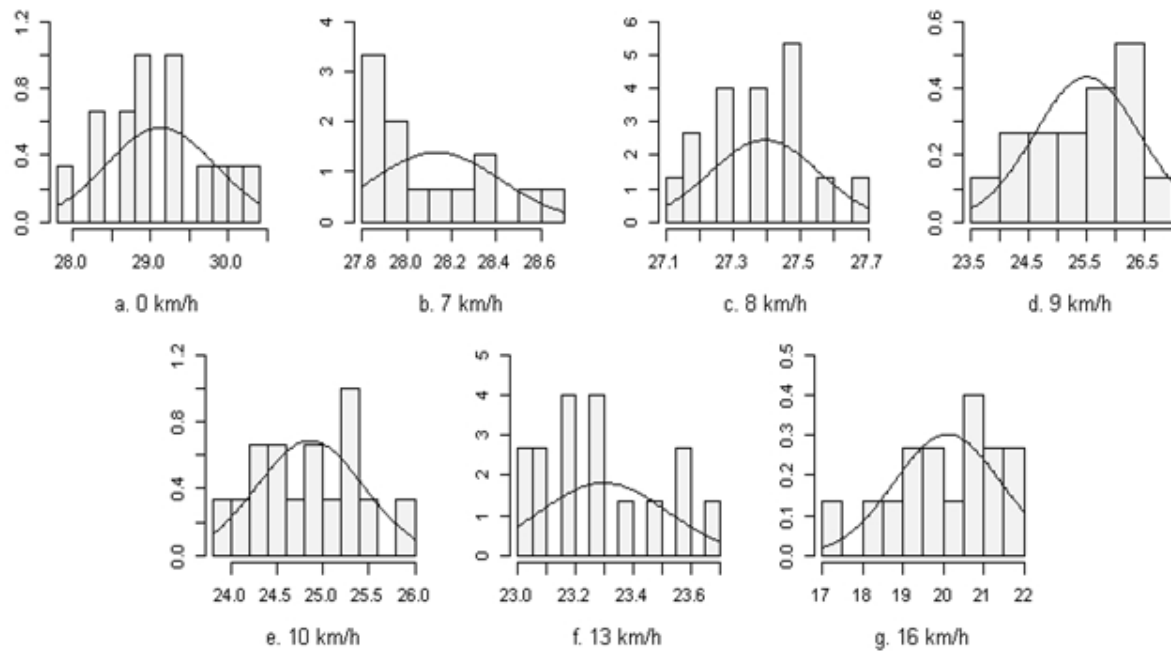 0.0 0.4 0.8 1.2
28.0 29.0 30.0
a. 0 km/h
0 1 2 3 4
27.8 28.0 28.2 28.4 28.6
b. 7 km/h
0 1 2 3 4 5 6
27.1 27.3 27.5 27.7
c. 8 km/h
0.0 0.2 0.4 0.6
23.5 24.5 25.5 26.5
d. 9 km/h
0.0 0.4 0.8 1.2
24.0 24.5 25.0 25.5 26.0
e. 10 km/h
0 1 2 3 4 5
23.0 23.2 23.4 23.6
f. 13 km/h
0.0 0.1 0.2 0.3 0.4 0.5
17 18 19 20 21 22
g. 16 km/h